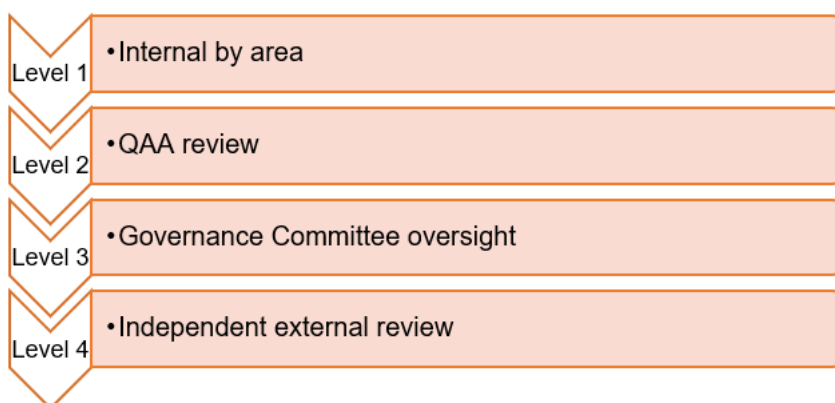 Level 1
•Internal by area
Level 2
•QAA review
Level 3
•Governance Committee oversight
Level 4
•Independent external review